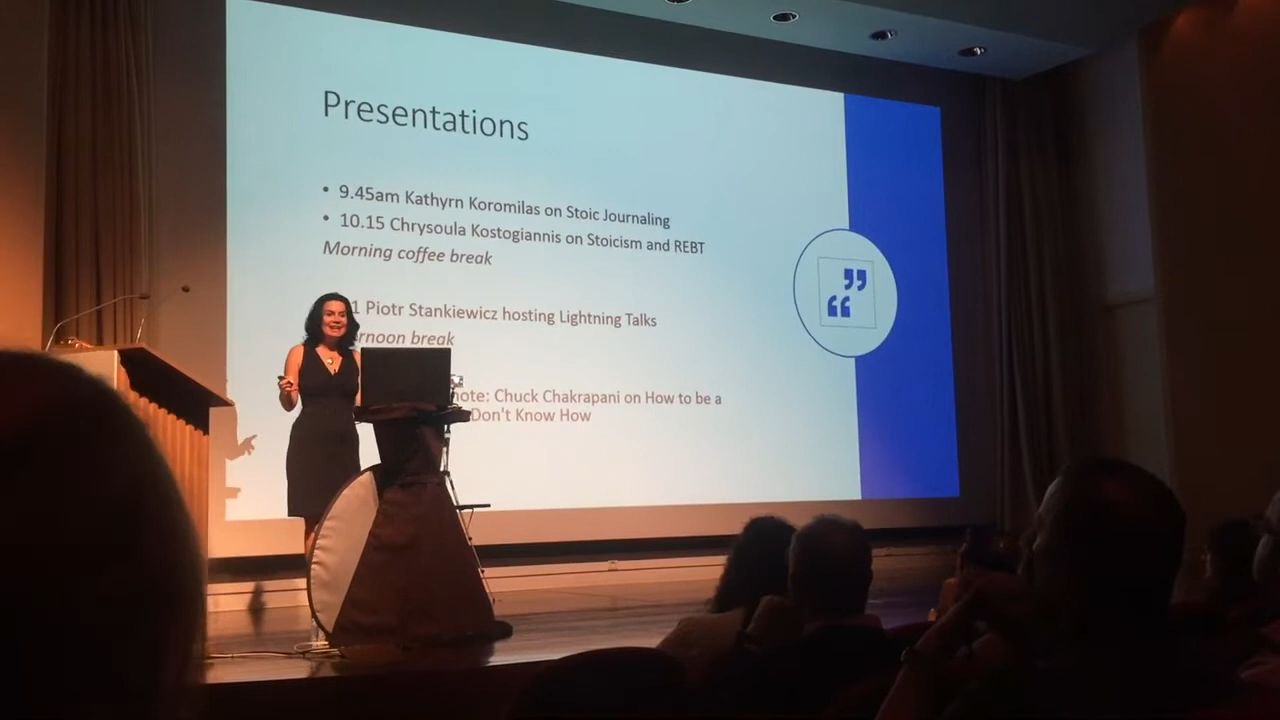 Presentations
• 9.45am Kathyrn Koromilas on Stoic Journaling
• 10.15 Chrysoula Kostogiannis on Stoicism and REBT
Morning coffee break
1 Piotr Stankiewicz hosting Lightning Talks
rnoon break
note: Chuck Chakrapani on How to be a
Don't Know How